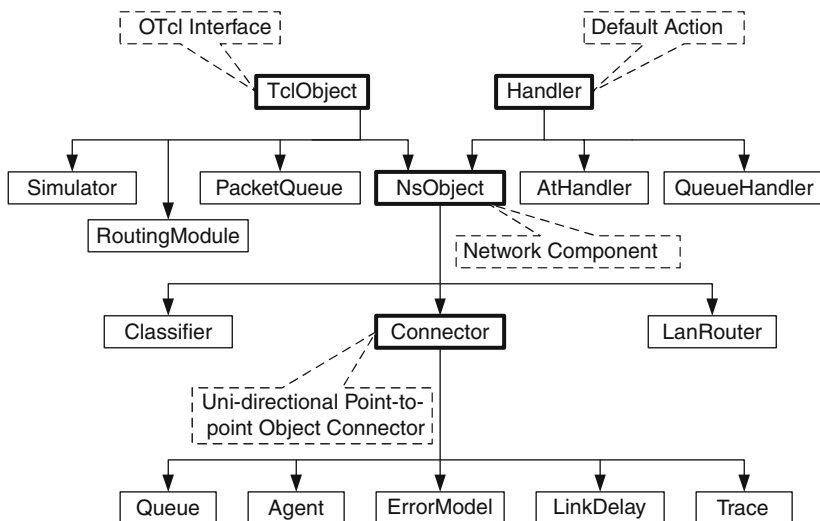 OTcl Interface
Default Action
TclObject
Handler
Simulator
PacketQueue
NsObject
AtHandler
QueueHandler
RoutingModule
Network Component
Classifier
Connector
LanRouter
Uni-directional Point-to-
point Object Connector
Queue
Agent
ErrorModel
LinkDelay
Trace